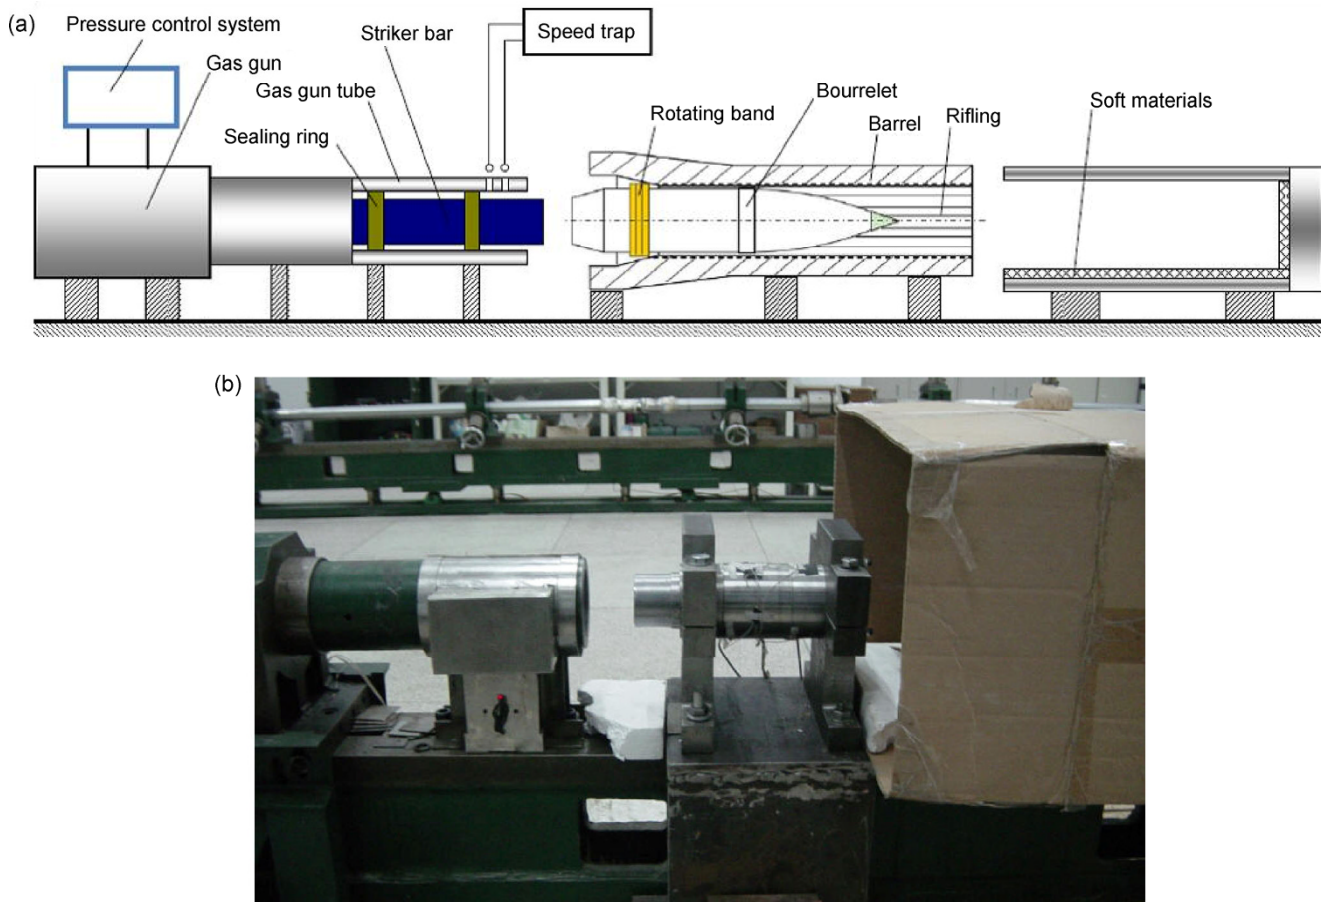 (a)
Pressure control system
Gas gun
Gas gun tube
Sealing ring
Striker bar
Speed trap
Rotating band
Bourrelet
Barrel
Rifling
Soft materials
(b)